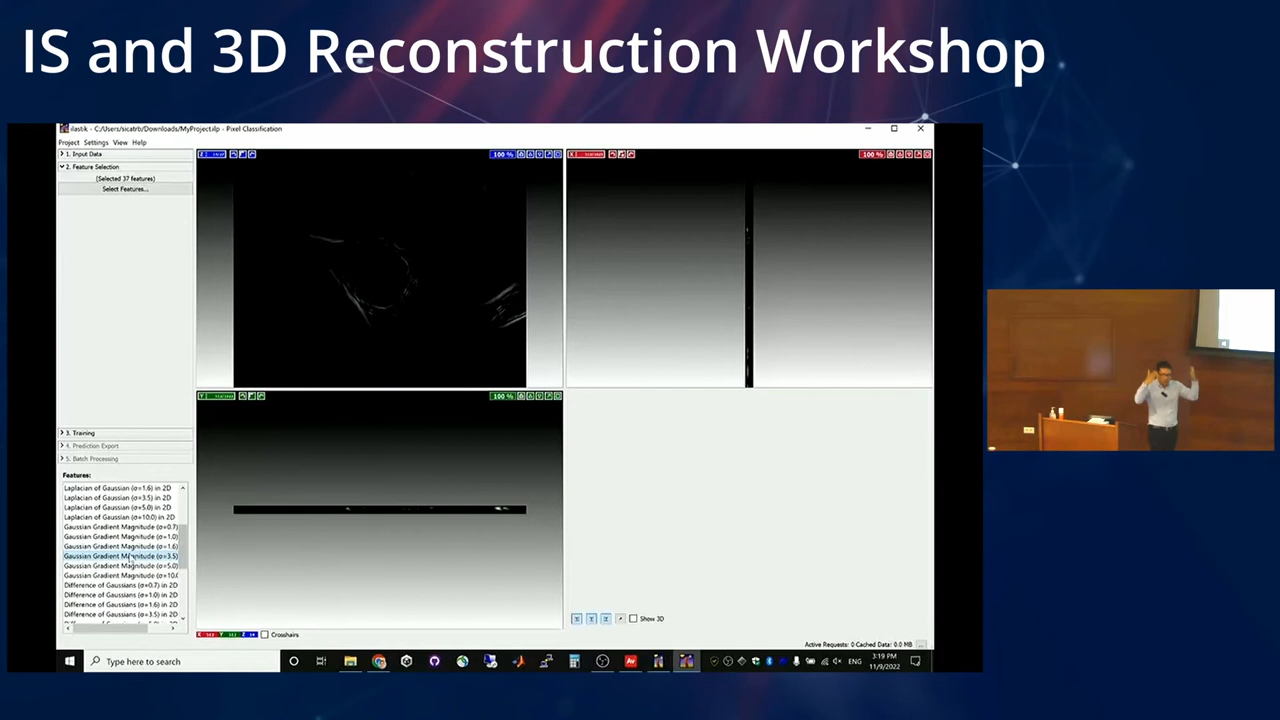 IS and 3D Reconstruction Workshop
ilastik - C:/Users/sicatrb/Downloads/MyProject.ilp - Pixel Classification
Project Settings View Help
1. Input Data
2. Feature Selection
(Selected 37 features)
Select Features...
100 %
100 %
100 %
3. Training
4. Prediction Export
5. Batch Processing
Features:
Laplacian of Gaussian (σ=1.6) in 2D
Laplacian of Gaussian (σ=3.5) in 2D
Laplacian of Gaussian (σ=5.0) in 2D
Laplacian of Gaussian (σ=10.0) in 2D
Gaussian Gradient Magnitude (σ=0.7)
Gaussian Gradient Magnitude (σ=1.0)
Gaussian Gradient Magnitude (σ=1.6)
Gaussian Gradient Magnitude (σ=3.5)
Gaussian Gradient Magnitude (σ=5.0)
Gaussian Gradient Magnitude (σ=10.0
Difference of Gaussians (σ=0.7) in 2D
Difference of Gaussians (σ=1.0) in 2D
Difference of Gaussians (σ=1.6) in 2D
Difference of Gaussians (σ=3.5) in 2D
Crosshairs
Show 3D
Active Requests: 0 Cached Data: 0.0 MB
Type here to search
ENG
3:19 PM
11/9/2022